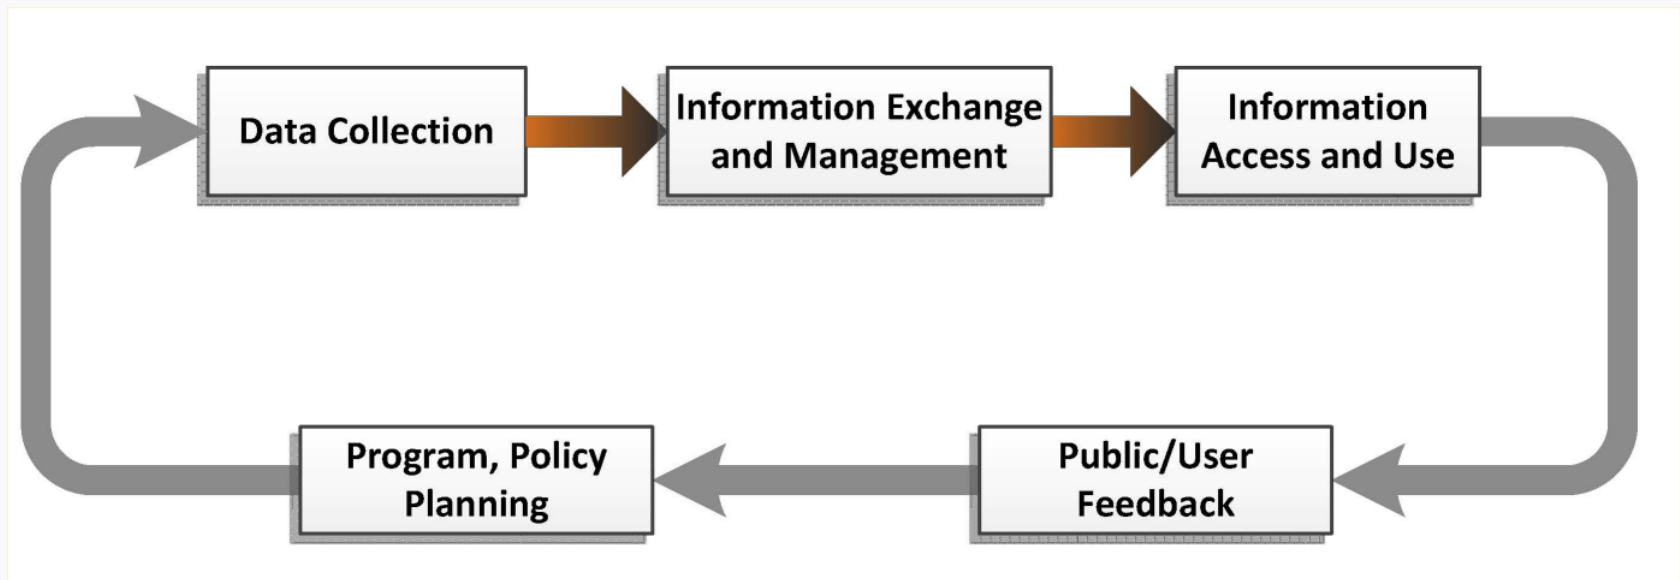 Data Collection
Information Exchange
and Management
Information
Access and Use
Program, Policy
Planning
Public/User
Feedback